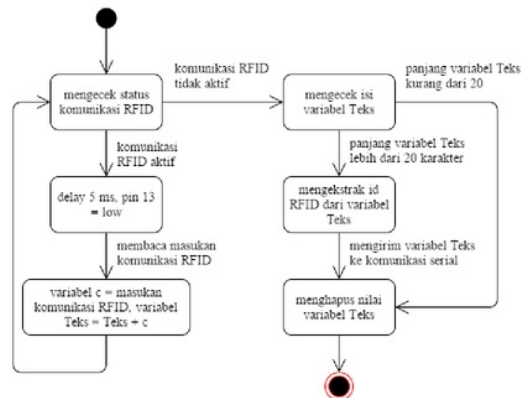 mengecek status
komunikasi RFID
komunikasi RFID
tidak aktif
mengecek isi
variabel Teks
panjang variabel Teks
kurang dari 20
komunikasi
RFID aktif
panjang variabel Teks
lebih dari 20 karakter
delay 5 ms, pin 13
= low
mengekstrak id
RFID dari variabel
Teks
membaca masukan
komunikasi RFID
mengirim variabel Teks
ke komunikasi serial
variabel c = masukan
komunikasi RFID, variabel
Teks = Teks + c
menghapus nilai
variabel Teks